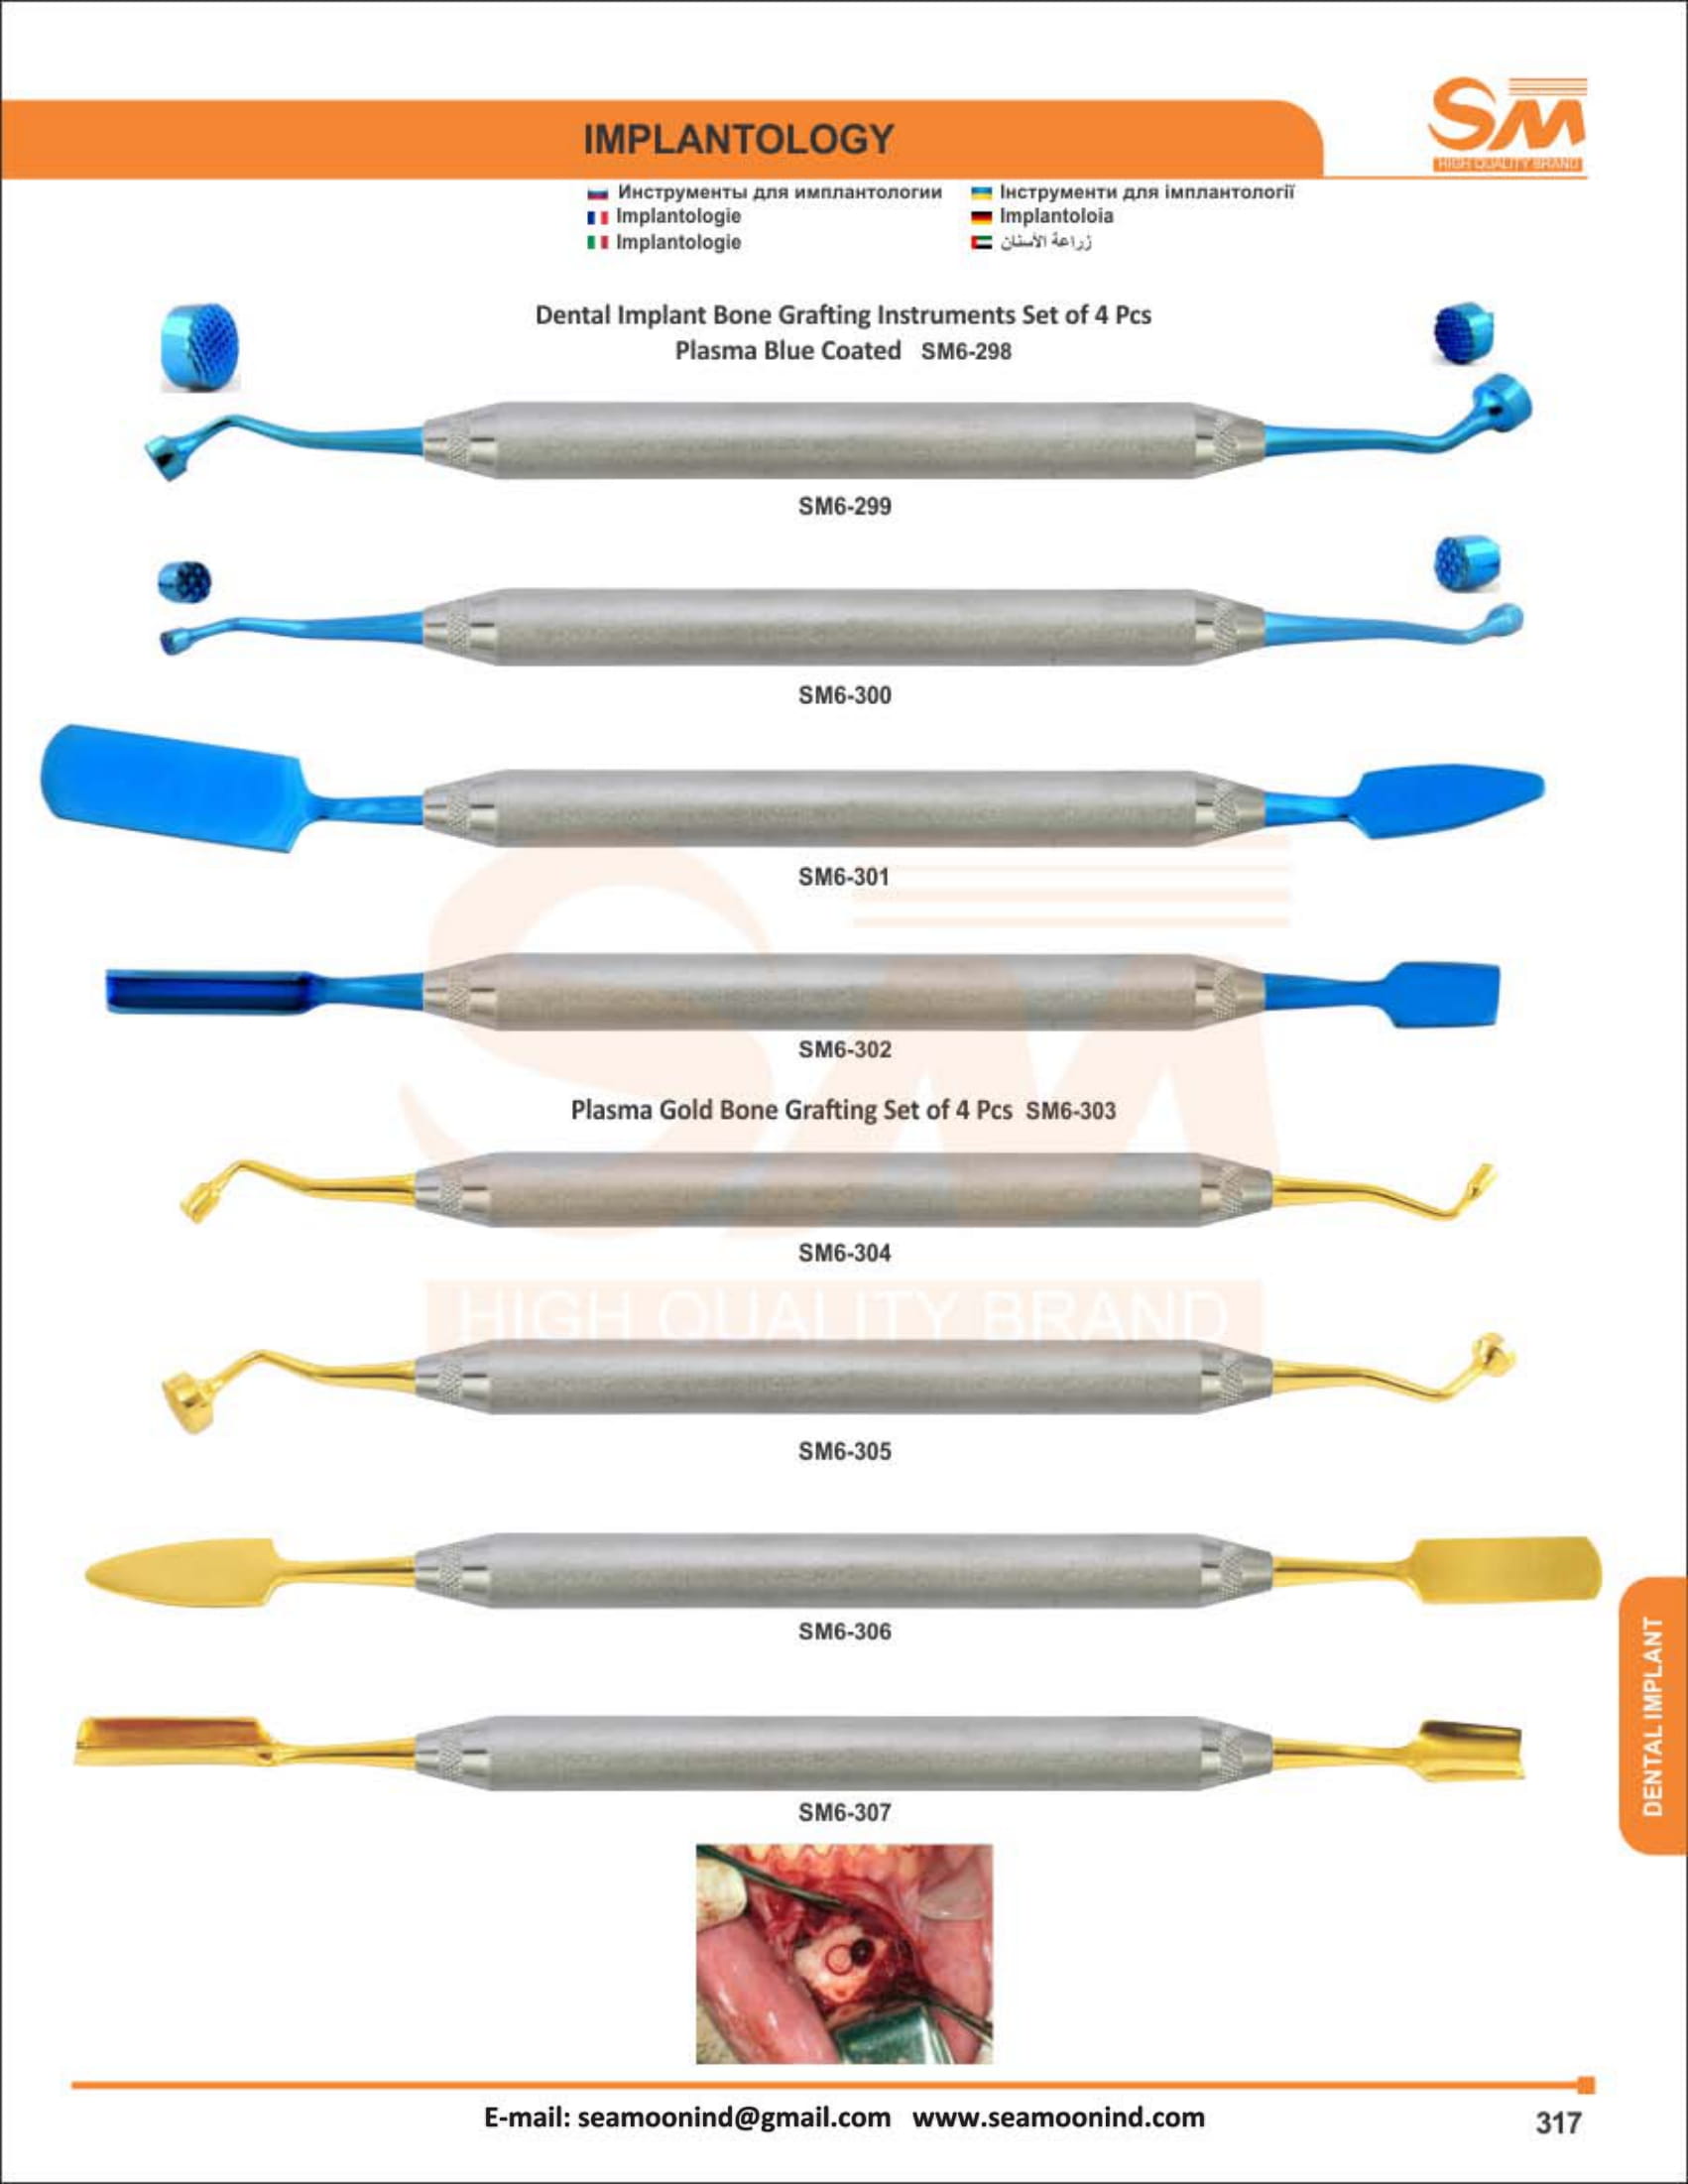 SM
HIGH QUALITY BRAND
IMPLANTOLOGY
Инструменты для имплантологии
Інструменти для імплантології
Implantologie
Implantoloia
Implantologie
زراعة الأسنان
Dental Implant Bone Grafting Instruments Set of 4 Pcs
Plasma Blue Coated SM6-298
SM6-299
SM6-300
SM6-301
SM6-302
Plasma Gold Bone Grafting Set of 4 Pcs SM6-303
SM6-304
HIGH QUALITY BRAND
SM6-305
SM6-306
SM6-307
DENTAL IMPLANT
E-mail: seamoonind@gmail.com www.seamoonind.com
317